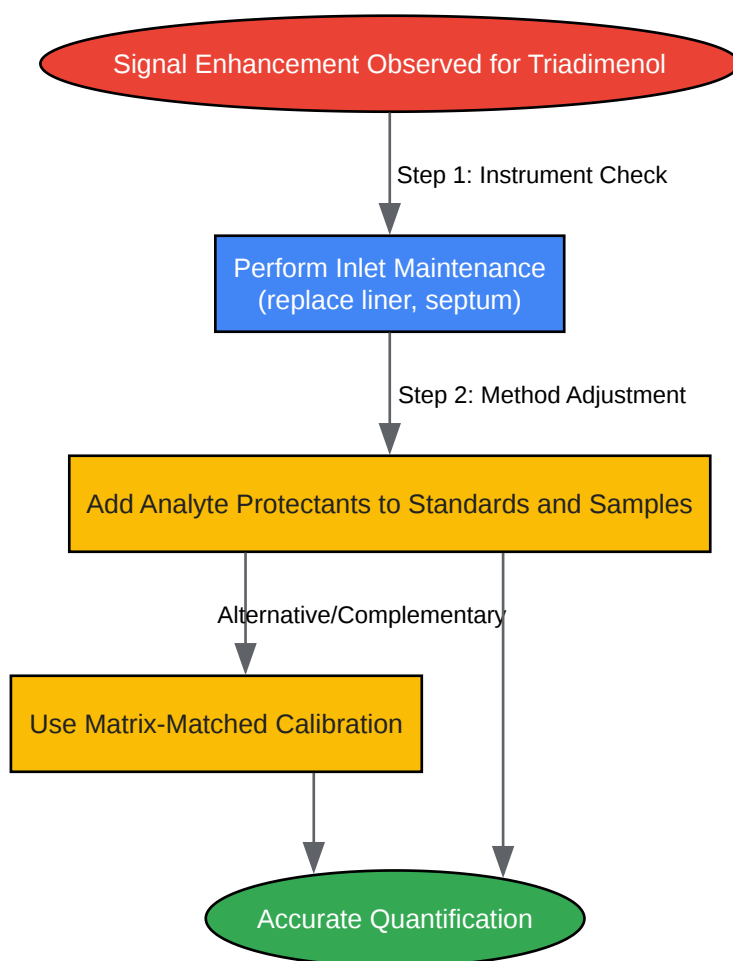 Signal Enhancement Observed for Triadimenol
Step 1: Instrument Check
Perform Inlet Maintenance
(replace liner, septum)
Step 2: Method Adjustment
Add Analyte Protectants to Standards and Samples
Alternative/Complementary
Use Matrix-Matched Calibration
Accurate Quantification